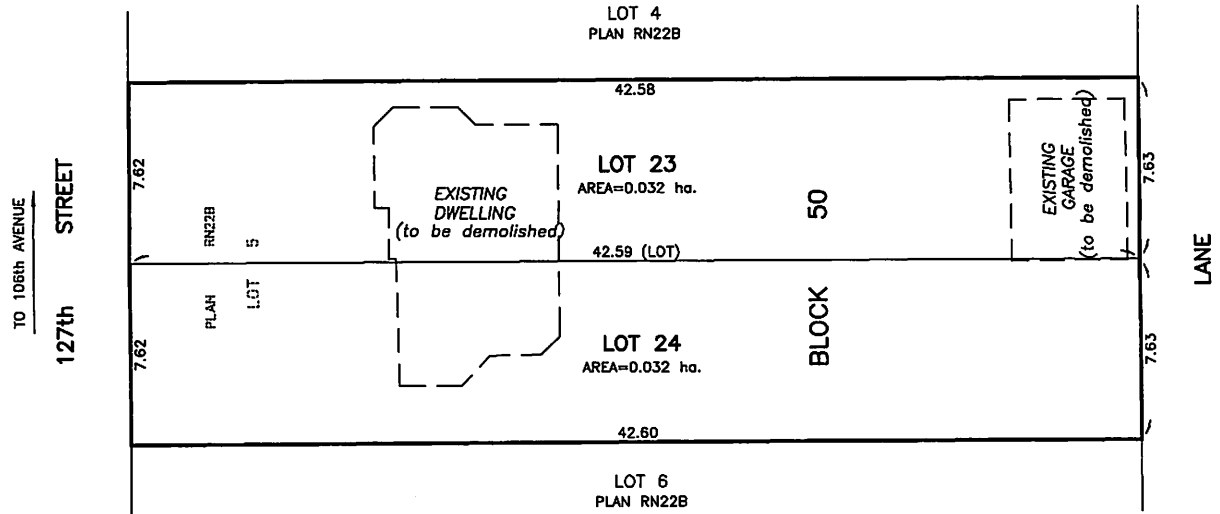 LOT 4
PLAN RN22B
42.58
7.62
7.63
LOT 23
AREA=0.032 ha.
EXISTING
DWELLING
(to be demolished)
50
EXISTING
GARAGE
(to be demolished)
TO 106th AVENUE
127th STREET
PLAN RN22B
LOT 5
42.59 (LOT)
LANE
BLOCK
LOT 24
AREA=0.032 ha.
7.62
7.63
42.60
LOT 6
PLAN RN22B